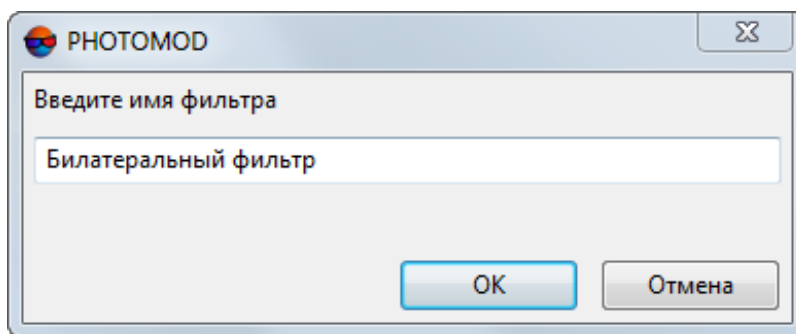 PHOTOMOD
Введите имя фильтра
Билатеральный фильтр
OK
Отмена